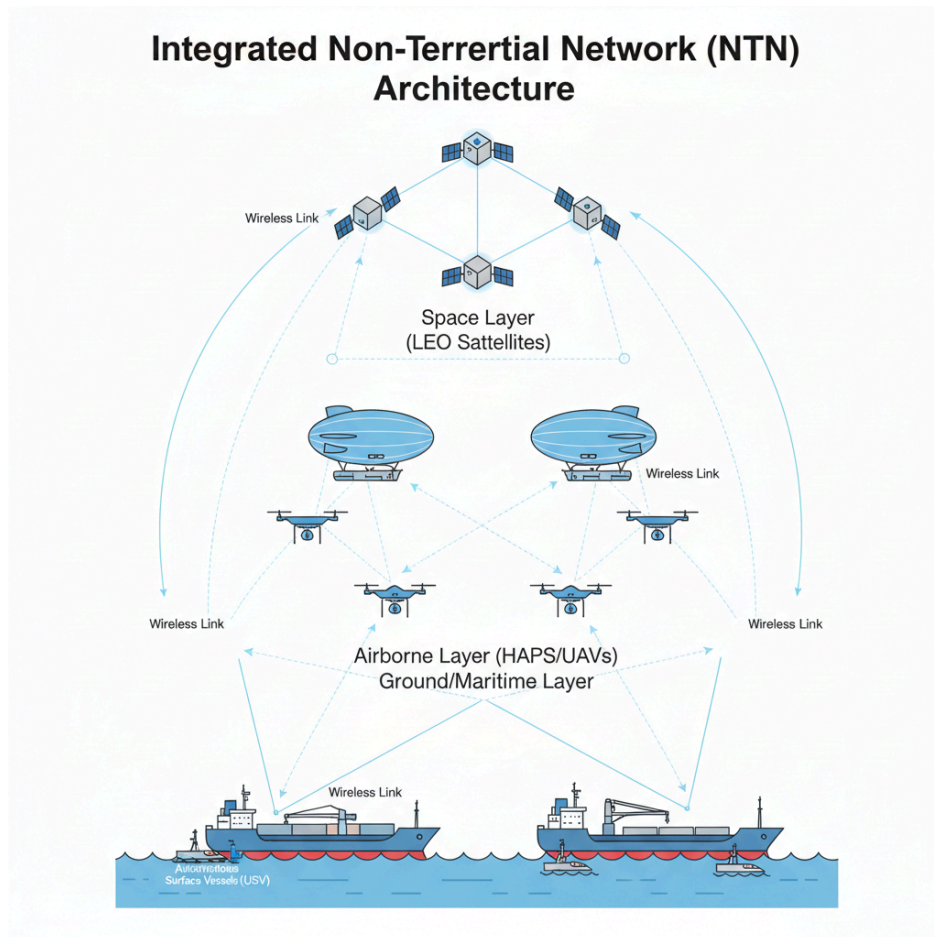 Integrated Non-Terrertial Network (NTN)
Architecture
Wireless Link
Space Layer
(LEO Sattellites)
Wireless Link
Wireless Link
Wireless Link
Airborne Layer (HAPS/UAVs)
Ground/Maritime Layer
Wireless Link
Surface Vessels (USV)